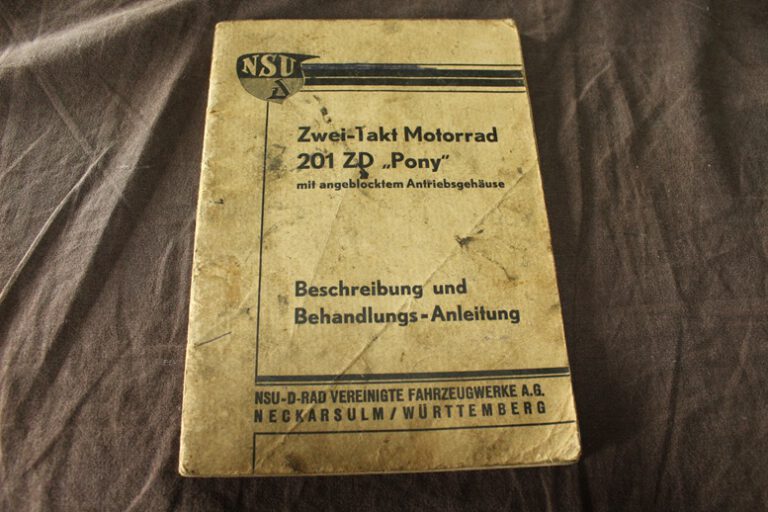 NSU
D
Zwei-Takt Motorrad
201 ZD „Pony"
mit angeblocktem Antriebsgehäuse
Beschreibung und
Behandlungs-Anleitung
NSU-D-RAD VEREINIGTE FAHRZEUGWERKE A.G.
NECKARSULM/WÜRTTEMBERG